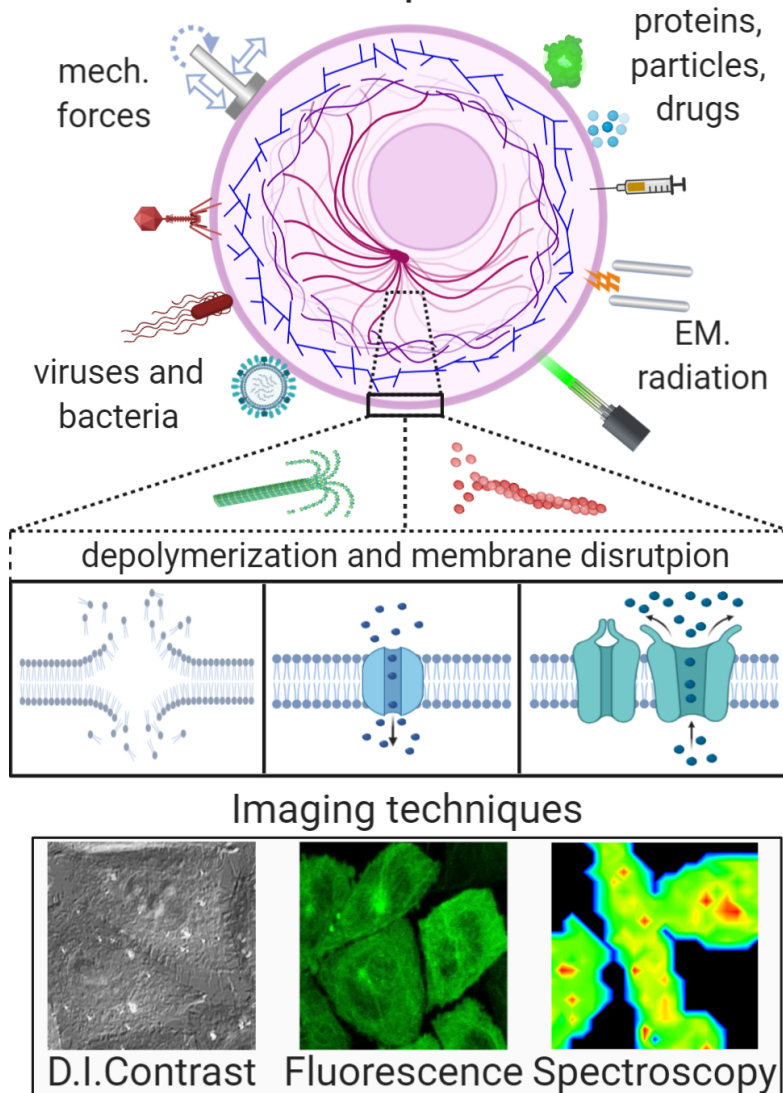 proteins,
particles,
drugs
mech.
forces
EM.
radiation
viruses and
bacteria
depolymerization and membrane disrutpion
Imaging techniques
D.I.Contrast Fluorescence Spectroscopy